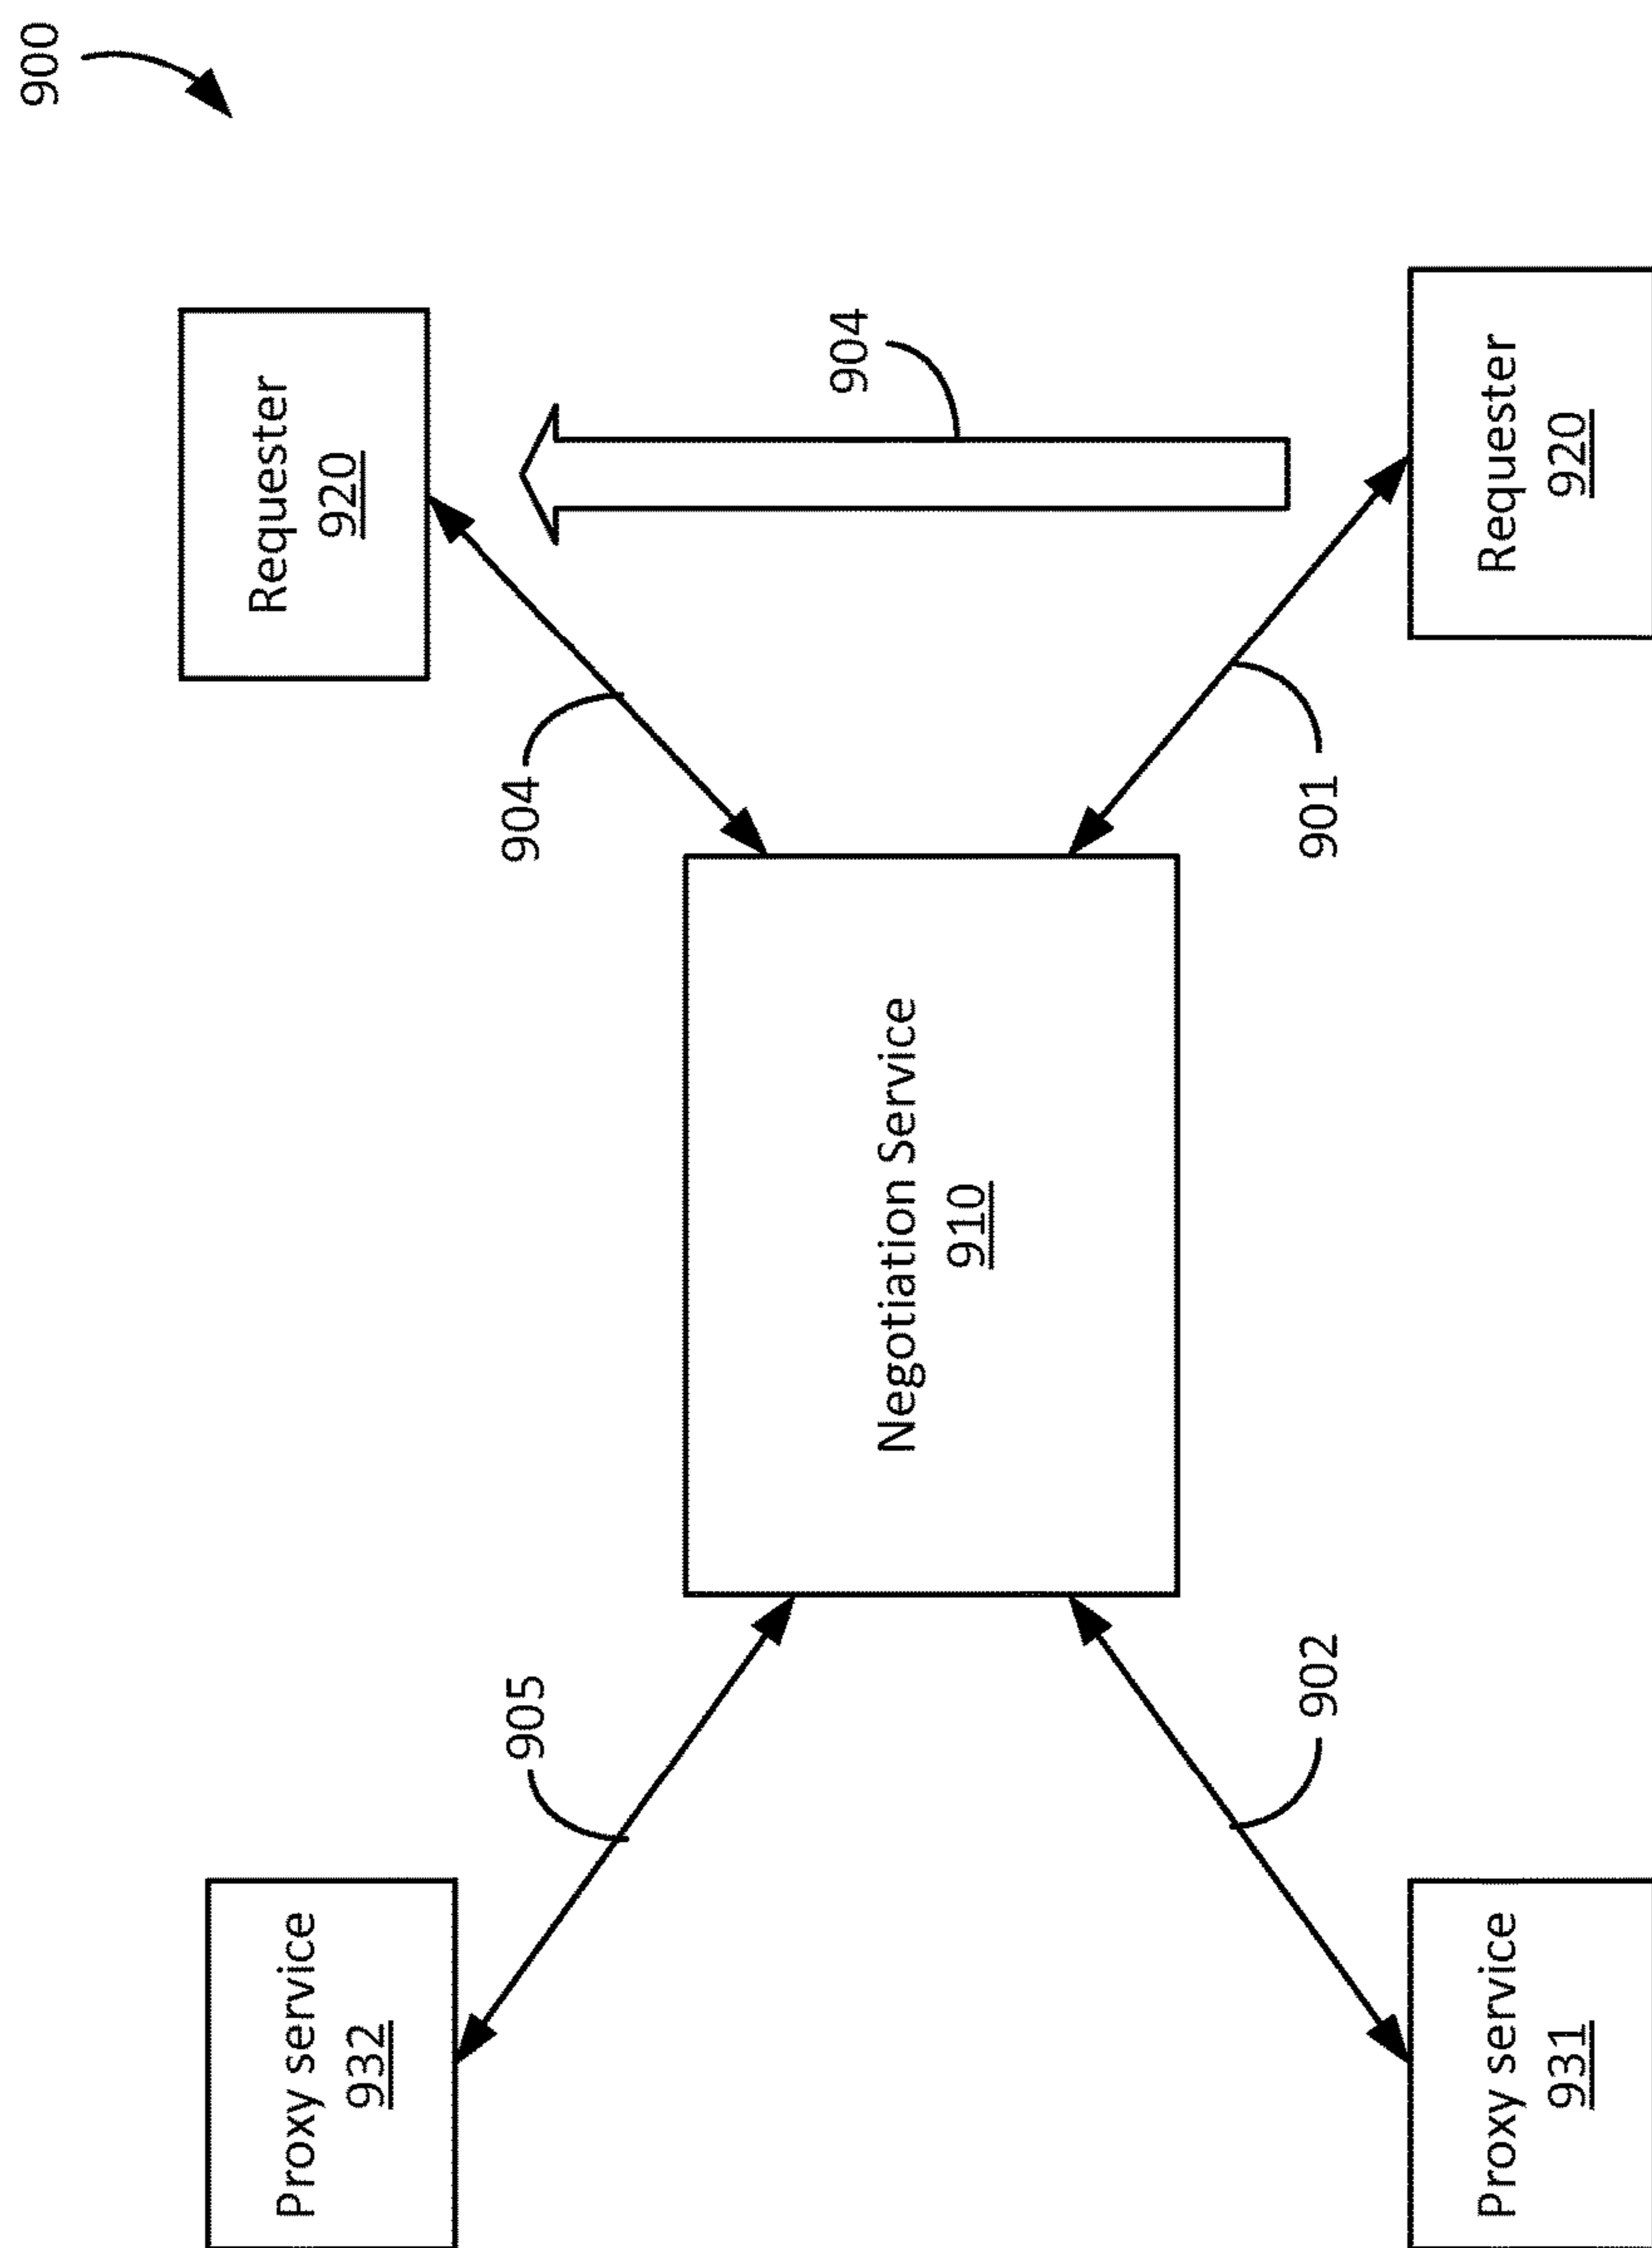 900
Proxy service
932
Requester
920
905
904
904
Negotiation Service
910
902
901
Proxy service
931
Requester
920